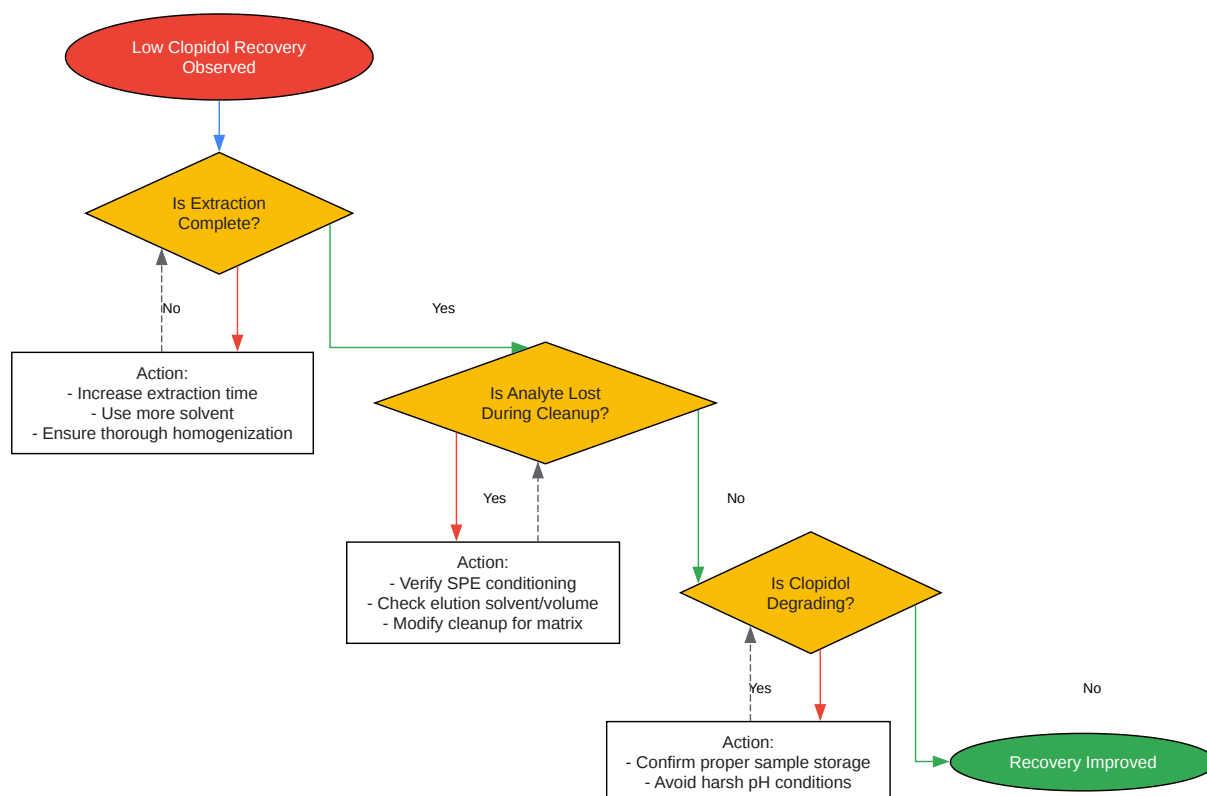 Low Clopidol Recovery
Observed
Is Extraction
Complete?
No
Yes
Action:
- Increase extraction time
- Use more solvent
- Ensure thorough homogenization
Is Analyte Lost
During Cleanup?
Yes
No
Action:
- Verify SPE conditioning
- Check elution solvent/volume
- Modify cleanup for matrix
Is Clopidol
Degrading?
Yes
No
Action:
- Confirm proper sample storage
- Avoid harsh pH conditions
Recovery Improved